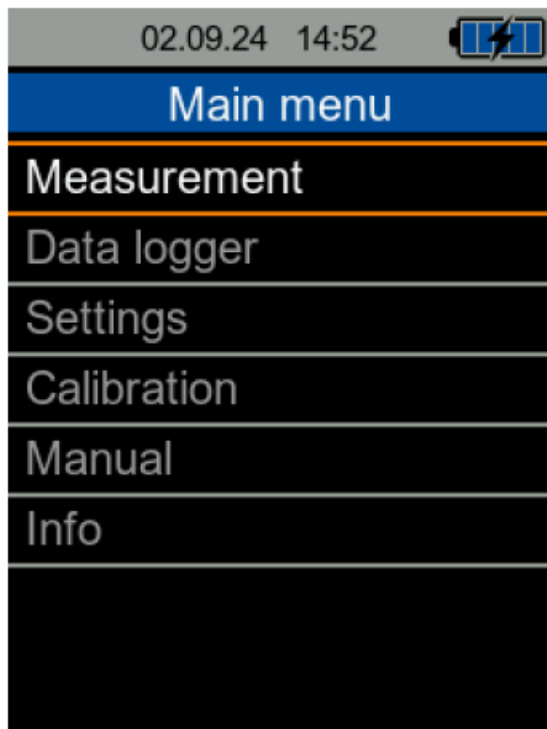 02.09.24 14:52
Main menu
Measurement
Data logger
Settings
Calibration
Manual
Info